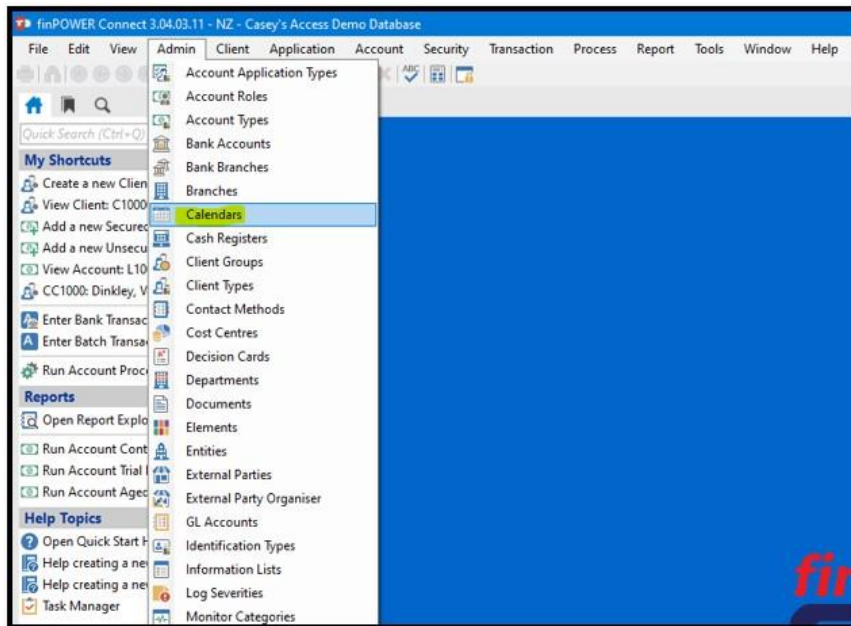 finPOWER Connect 3.04.03.11 - NZ - Casey's Access Demo Database
File Edit View Admin Client Application Account Security Transaction Process Report Tools Window Help
ABC
Quick Search (Ctrl+Q)
My Shortcuts
Create a new Clien
View Client: C1000
Add a new Secured
Add a new Unsecu
View Account: L10
CC1000: Dinkley, V
Enter Bank Transac
Enter Batch Transa
Run Account Proc
Reports
Open Report Explo
Run Account Cont
Run Account Trial
Run Account Aged
Help Topics
Open Quick Start H
Help creating a ne
Help creating a ne
Task Manager
Account Application Types
Account Roles
Account Types
Bank Accounts
Bank Branches
Branches
Calendars
Cash Registers
Client Groups
Client Types
Contact Methods
Cost Centres
Decision Cards
Departments
Documents
Elements
Entities
External Parties
External Party Organiser
GL Accounts
Identification Types
Information Lists
Log Severities
Monitor Categories
fin